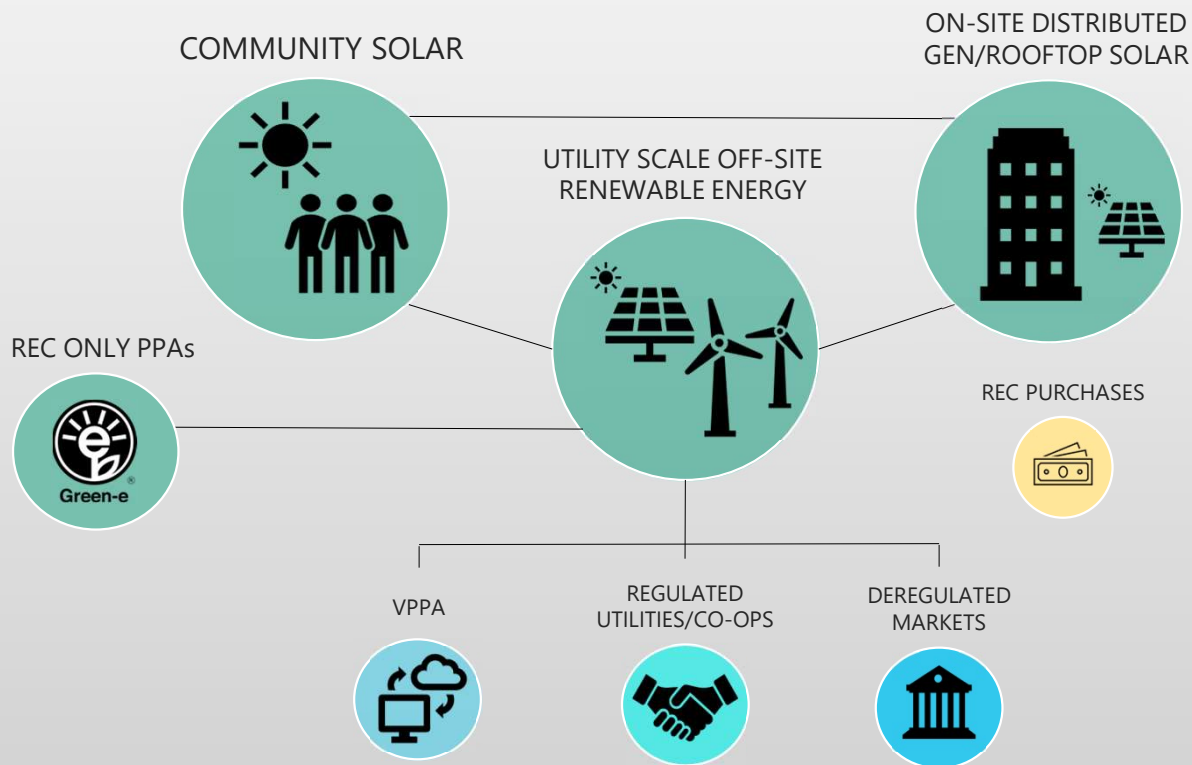 COMMUNITY SOLAR
ON-SITE DISTRIBUTED
GEN/ROOFTOP SOLAR
UTILITY SCALE OFF-SITE
RENEWABLE ENERGY
REC ONLY PPAs
e
®
Green-e
REC PURCHASES
VPPA
REGULATED
UTILITIES/CO-OPS
DEREGULATED
MARKETS